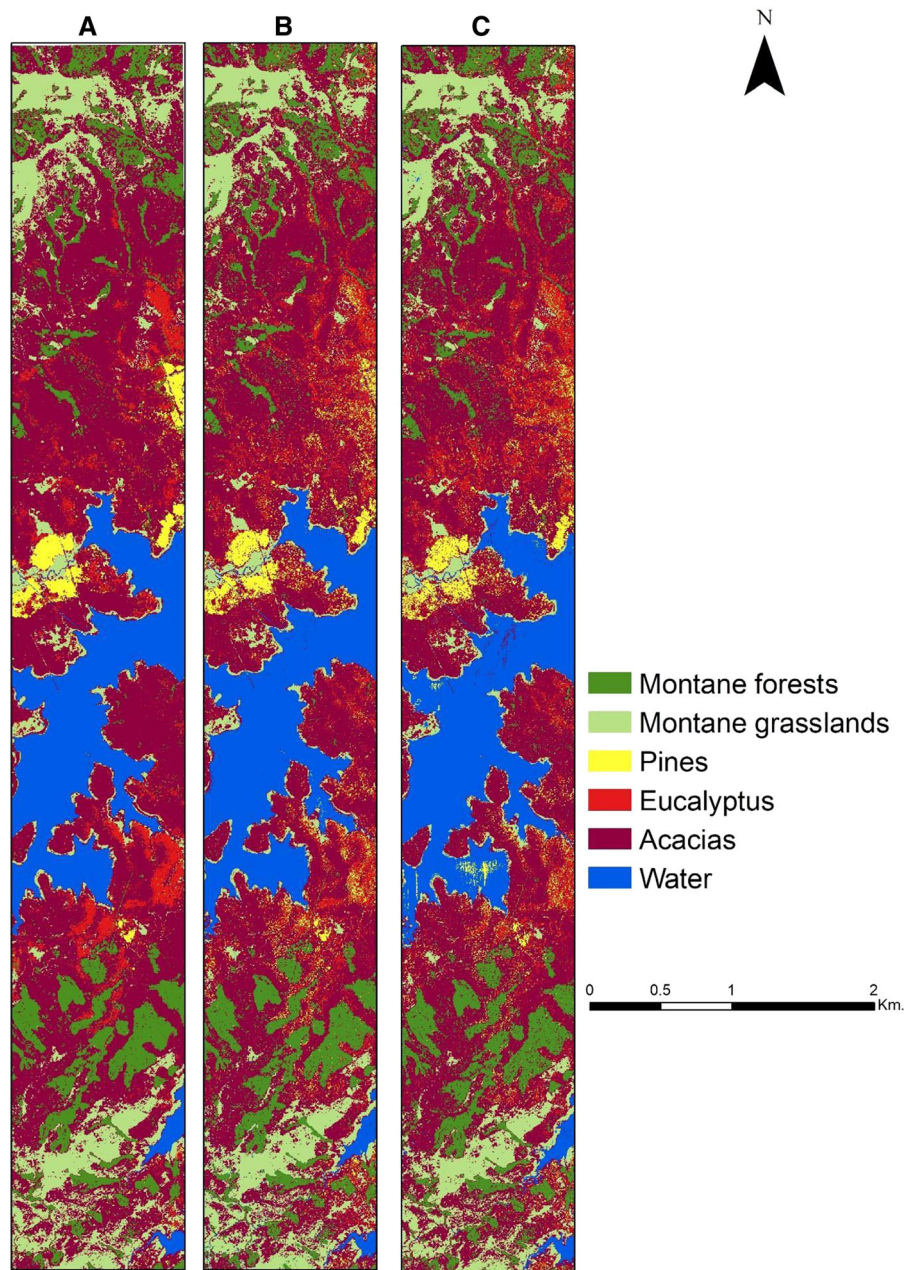 A B C
N
Montane forests
Montane grasslands
Pines
Eucalyptus
Acacias
Water
0 0.5 1 2
Km.